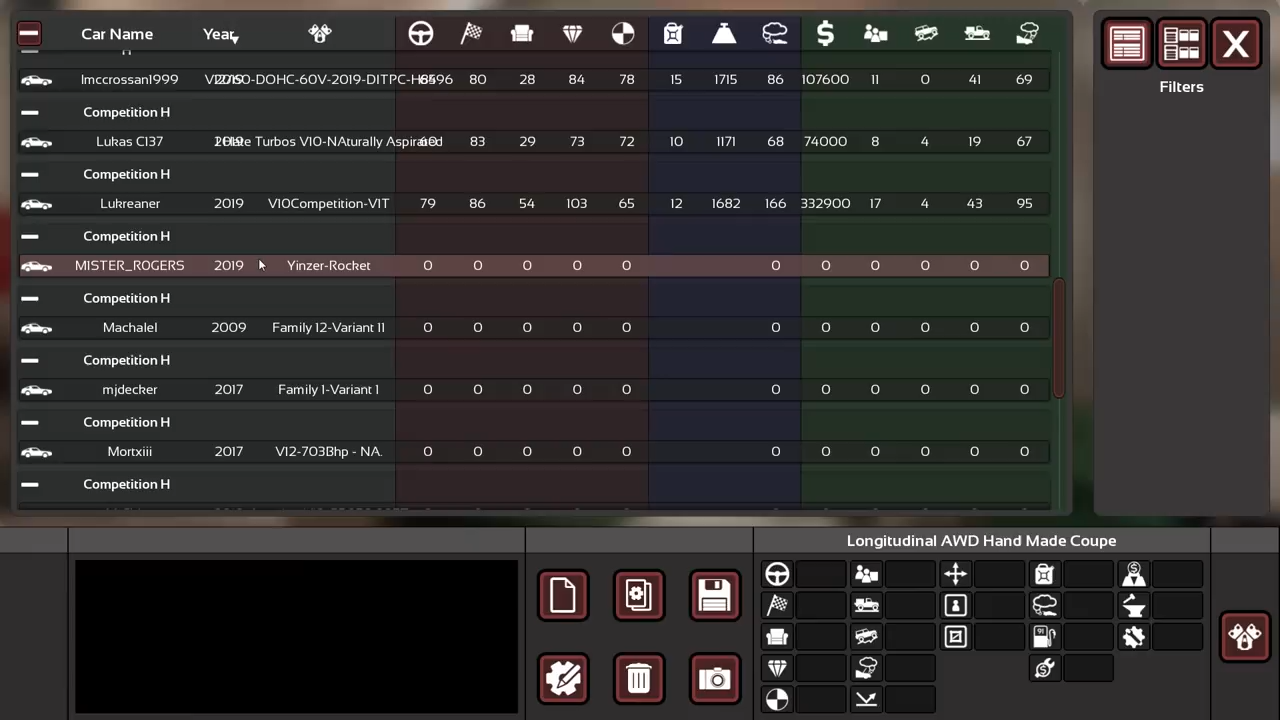 Car Name Year
H
lmccrossan1999 80 28 84 78 15 1715 86 107600 11 0 41 69
Competition H
Lukas C137 83 29 73 72 10 1171 68 74000 8 4 19 67
Competition H
Lukreaner 2019 V10Competition-VIT 79 86 54 103 65 12 1682 166 332900 17 4 43 95
Competition H
MISTER_ROGERS 2019 Yinzer-Rocket 0 0 0 0 0 0 0 0 0 0 0
Competition H
Machalel 2009 Family 12-Variant 11 0 0 0 0 0 0 0 0 0 0 0
Competition H
mjdecker 2017 Family 1-Variant 1 0 0 0 0 0 0 0 0 0 0 0
Competition H
Mortxiii 2017 V12-703Bhp - NA. 0 0 0 0 0 0 0 0 0 0 0
Competition H
Filters
Longitudinal AWD Hand Made Coupe